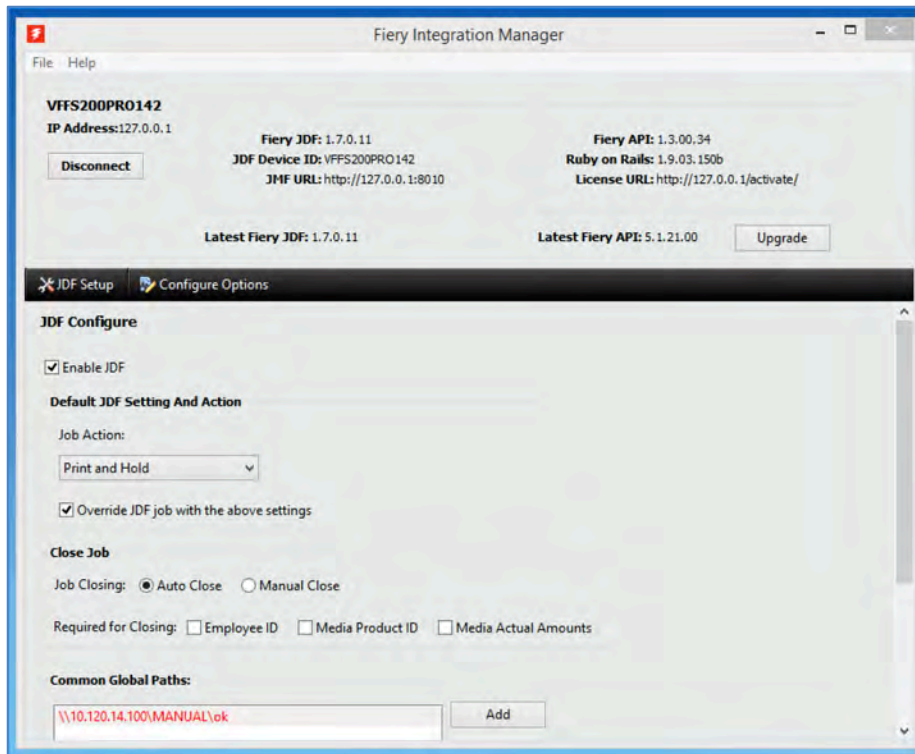 Fiery Integration Manager
File Help
VFFS200PRO142
IP Address:127.0.0.1
Disconnect
Fiery JDF: 1.7.0.11
JDF Device ID: VFFS200PRO142
JMF URL: http://127.0.0.1:8010
Fiery API: 1.3.00.34
Ruby on Rails: 1.9.03.150b
License URL: http://127.0.0.1/activate/
Latest Fiery JDF: 1.7.0.11
Latest Fiery API: 5.1.21.00
Upgrade
JDF Setup Configure Options
JDF Configure
Enable JDF
Default JDF Setting And Action
Job Action:
Print and Hold
Override JDF job with the above settings
Close Job
Job Closing: Auto Close Manual Close
Required for Closing: Employee ID Media Product ID Media Actual Amounts
Common Global Paths:
\\10.120.14.100\MANUAL\ok
Add